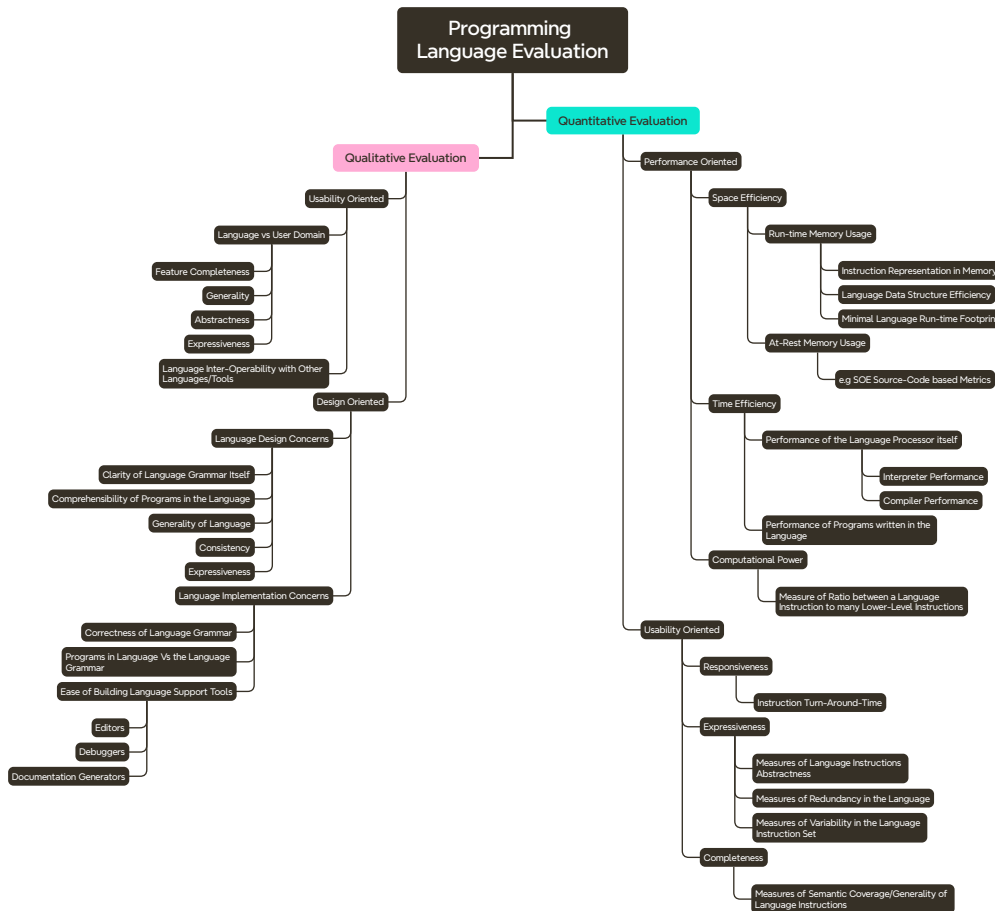 Programming
Language Evaluation
Quantitative Evaluation
Qualitative Evaluation
Usability Oriented
Language vs User Domain
Feature Completeness
Generality
Abstractness
Expressiveness
Language Inter-Operability with Other
Languages/Tools
Design Oriented
Language Design Concerns
Clarity of Language Grammar Itself
Comprehensibility of Programs in the Language
Generality of Language
Consistency
Expressiveness
Language Implementation Concerns
Correctness of Language Grammar
Programs in Language Vs the Language
Grammar
Ease of Building Language Support Tools
Editors
Debuggers
Documentation Generators
Performance Oriented
Space Efficiency
Run-time Memory Usage
Instruction Representation in Memory
Language Data Structure Efficiency
Minimal Language Run-time Footprin
At-Rest Memory Usage
e.g SOE Source-Code based Metrics
Time Efficiency
Performance of the Language Processor itself
Interpreter Performance
Compiler Performance
Performance of Programs written in the
Language
Computational Power
Measure of Ratio between a Language
Instruction to many Lower-Level Instructions
Usability Oriented
Responsiveness
Instruction Turn-Around-Time
Expressiveness
Measures of Language Instructions
Abstractness
Measures of Redundancy in the Language
Measures of Variability in the Language
Instruction Set
Completeness
Measures of Semantic Coverage/Generality of
Language Instructions